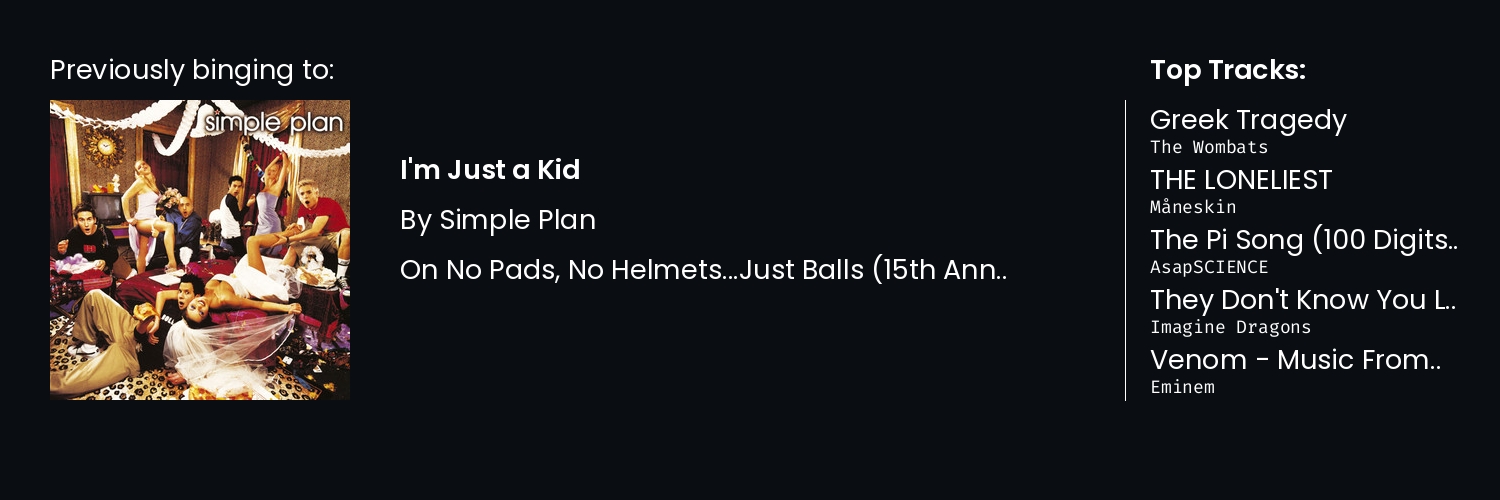 Previously binging to:
simple plan
I'm Just a Kid
By Simple Plan
On No Pads, No Helmets...Just Balls (15th Ann..
Top Tracks:
Greek Tragedy
The Wombats
THE LONELIEST
Måneskin
The Pi Song (100 Digits..
AsapSCIENCE
They Don't Know You L..
Imagine Dragons
Venom - Music From..
Eminem